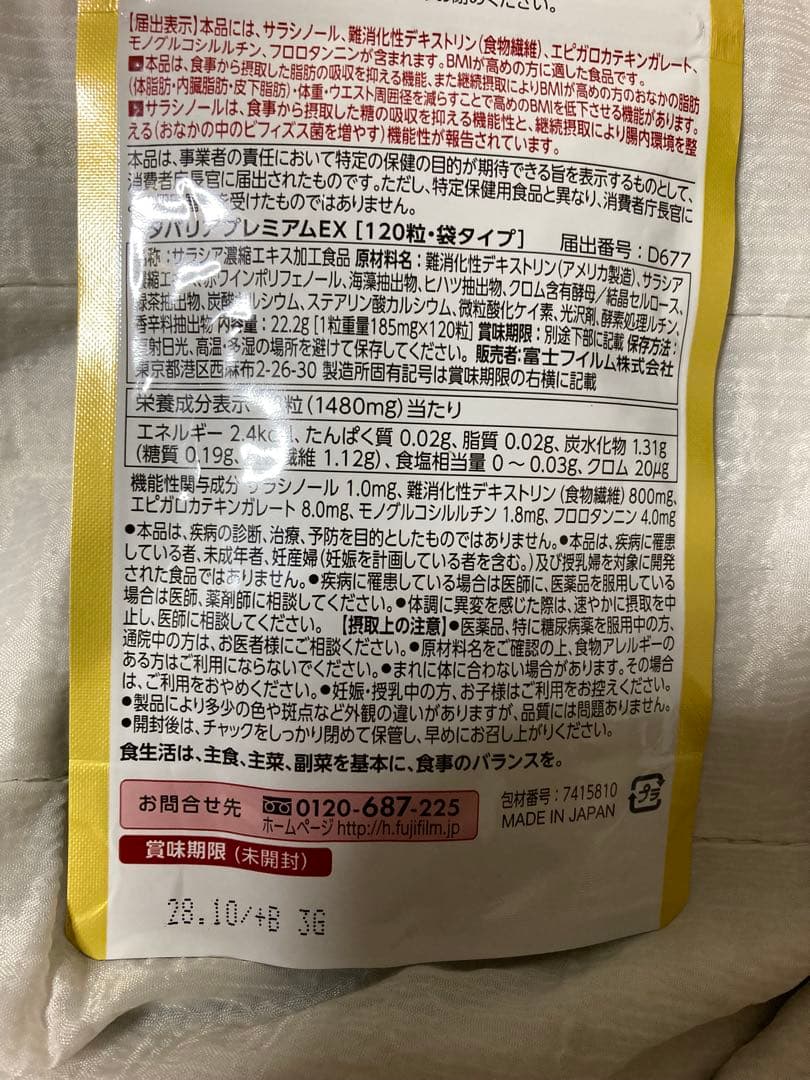 ください。
【届出表示】本品には、サラシノール、難消化性デキストリン(食物繊維)、エピガロカテキンガレート、
モノグルコシルルチン、フロロタンニンが含まれます。BMIが高めの方に適した食品です。
■本品は、食事から摂取した脂肪の吸収を抑える機能、また継続摂取によりBMIが高めの方のおなかの脂肪
(体脂肪・内臓脂肪・皮下脂肪)・体重・ウエスト周囲径を減らすことで高めのBMIを低下させる機能があります。
■サラシノールは、食事から摂取した糖の吸収を抑える機能性と、継続摂取により腸内環境を整
える(おなかの中のビフィズス菌を増やす)機能性が報告されています。
本品は、事業者の責任において特定の保健の目的が期待できる旨を表示するものとして、
消費者庁長官に届出されたものです。ただし、特定保健用食品と異なり、消費者庁長官に
を受けたものではありません。
タバリアプレミアムEX [120粒・袋タイプ] 届出番号:D677
名称:サラシア濃縮エキス加工食品 原材料名:難消化性デキストリン(アメリカ製造)、サラシア
濃縮エキス、赤ワインポリフェノール、海藻抽出物、ヒハツ抽出物、クロム含有酵母/結晶セルロース、
緑茶抽出物、炭酸カルシウム、ステアリン酸カルシウム、微粒酸化ケイ素、光沢剤、酵素処理ルチン、
香辛料抽出物 内容量:22.2g[1粒重量185mg×120粒] 賞味期限:別途下部に記載 保存方法:
直射日光、高温・多湿の場所を避けて保存してください。 販売者:富士フイルム株式会社
東京都港区西麻布2-26-30 製造所固有記号は賞味期限の右横に記載
栄養成分表示 粒(1480mg)当たり
エネルギー 2.4kcal、たんぱく質 0.02g、脂質 0.02g、炭水化物 1.31g
(糖質 0.19g、 繊維 1.12g)、食塩相当量 0〜0.03g、クロム 20μg
機能性関与成分 サラシノール 1.0mg、難消化性デキストリン(食物繊維) 800mg、
エピガロカテキンガレート 8.0mg、モノグルコシルルチン 1.8mg、フロロタンニン 4.0mg
●本品は、疾病の診断、治療、予防を目的としたものではありません。●本品は、疾病に罹患
している者、未成年者、妊産婦(妊娠を計画している者を含む。)及び授乳婦を対象に開発
された食品ではありません。●疾病に罹患している場合は医師に、医薬品を服用している
場合は医師、薬剤師に相談してください。●体調に異変を感じた際は、速やかに摂取を中
止し、医師に相談してください。 【摂取上の注意】●医薬品、特に糖尿病薬を服用中の方、
通院中の方は、お医者様にご相談ください。●原材料名をご確認の上、食物アレルギーの
ある方はご利用にならないでください。●まれに体に合わない場合があります。その場合
は、ご利用をおやめください。●妊娠・授乳中の方、お子様はご利用をお控えください。
●製品により多少の色や斑点など外観の違いがありますが、品質には問題ありません。
●開封後は、チャックをしっかり閉めて保管し、早めにお召し上がりください。
食生活は、主食、主菜、副菜を基本に、食事のバランスを。
お問合せ先 0120-687-225
ホームページ http://h.fujifilm.jp
包材番号:7415810
MADE IN JAPAN
プラ
賞味期限(未開封)
28.10/+B 3G